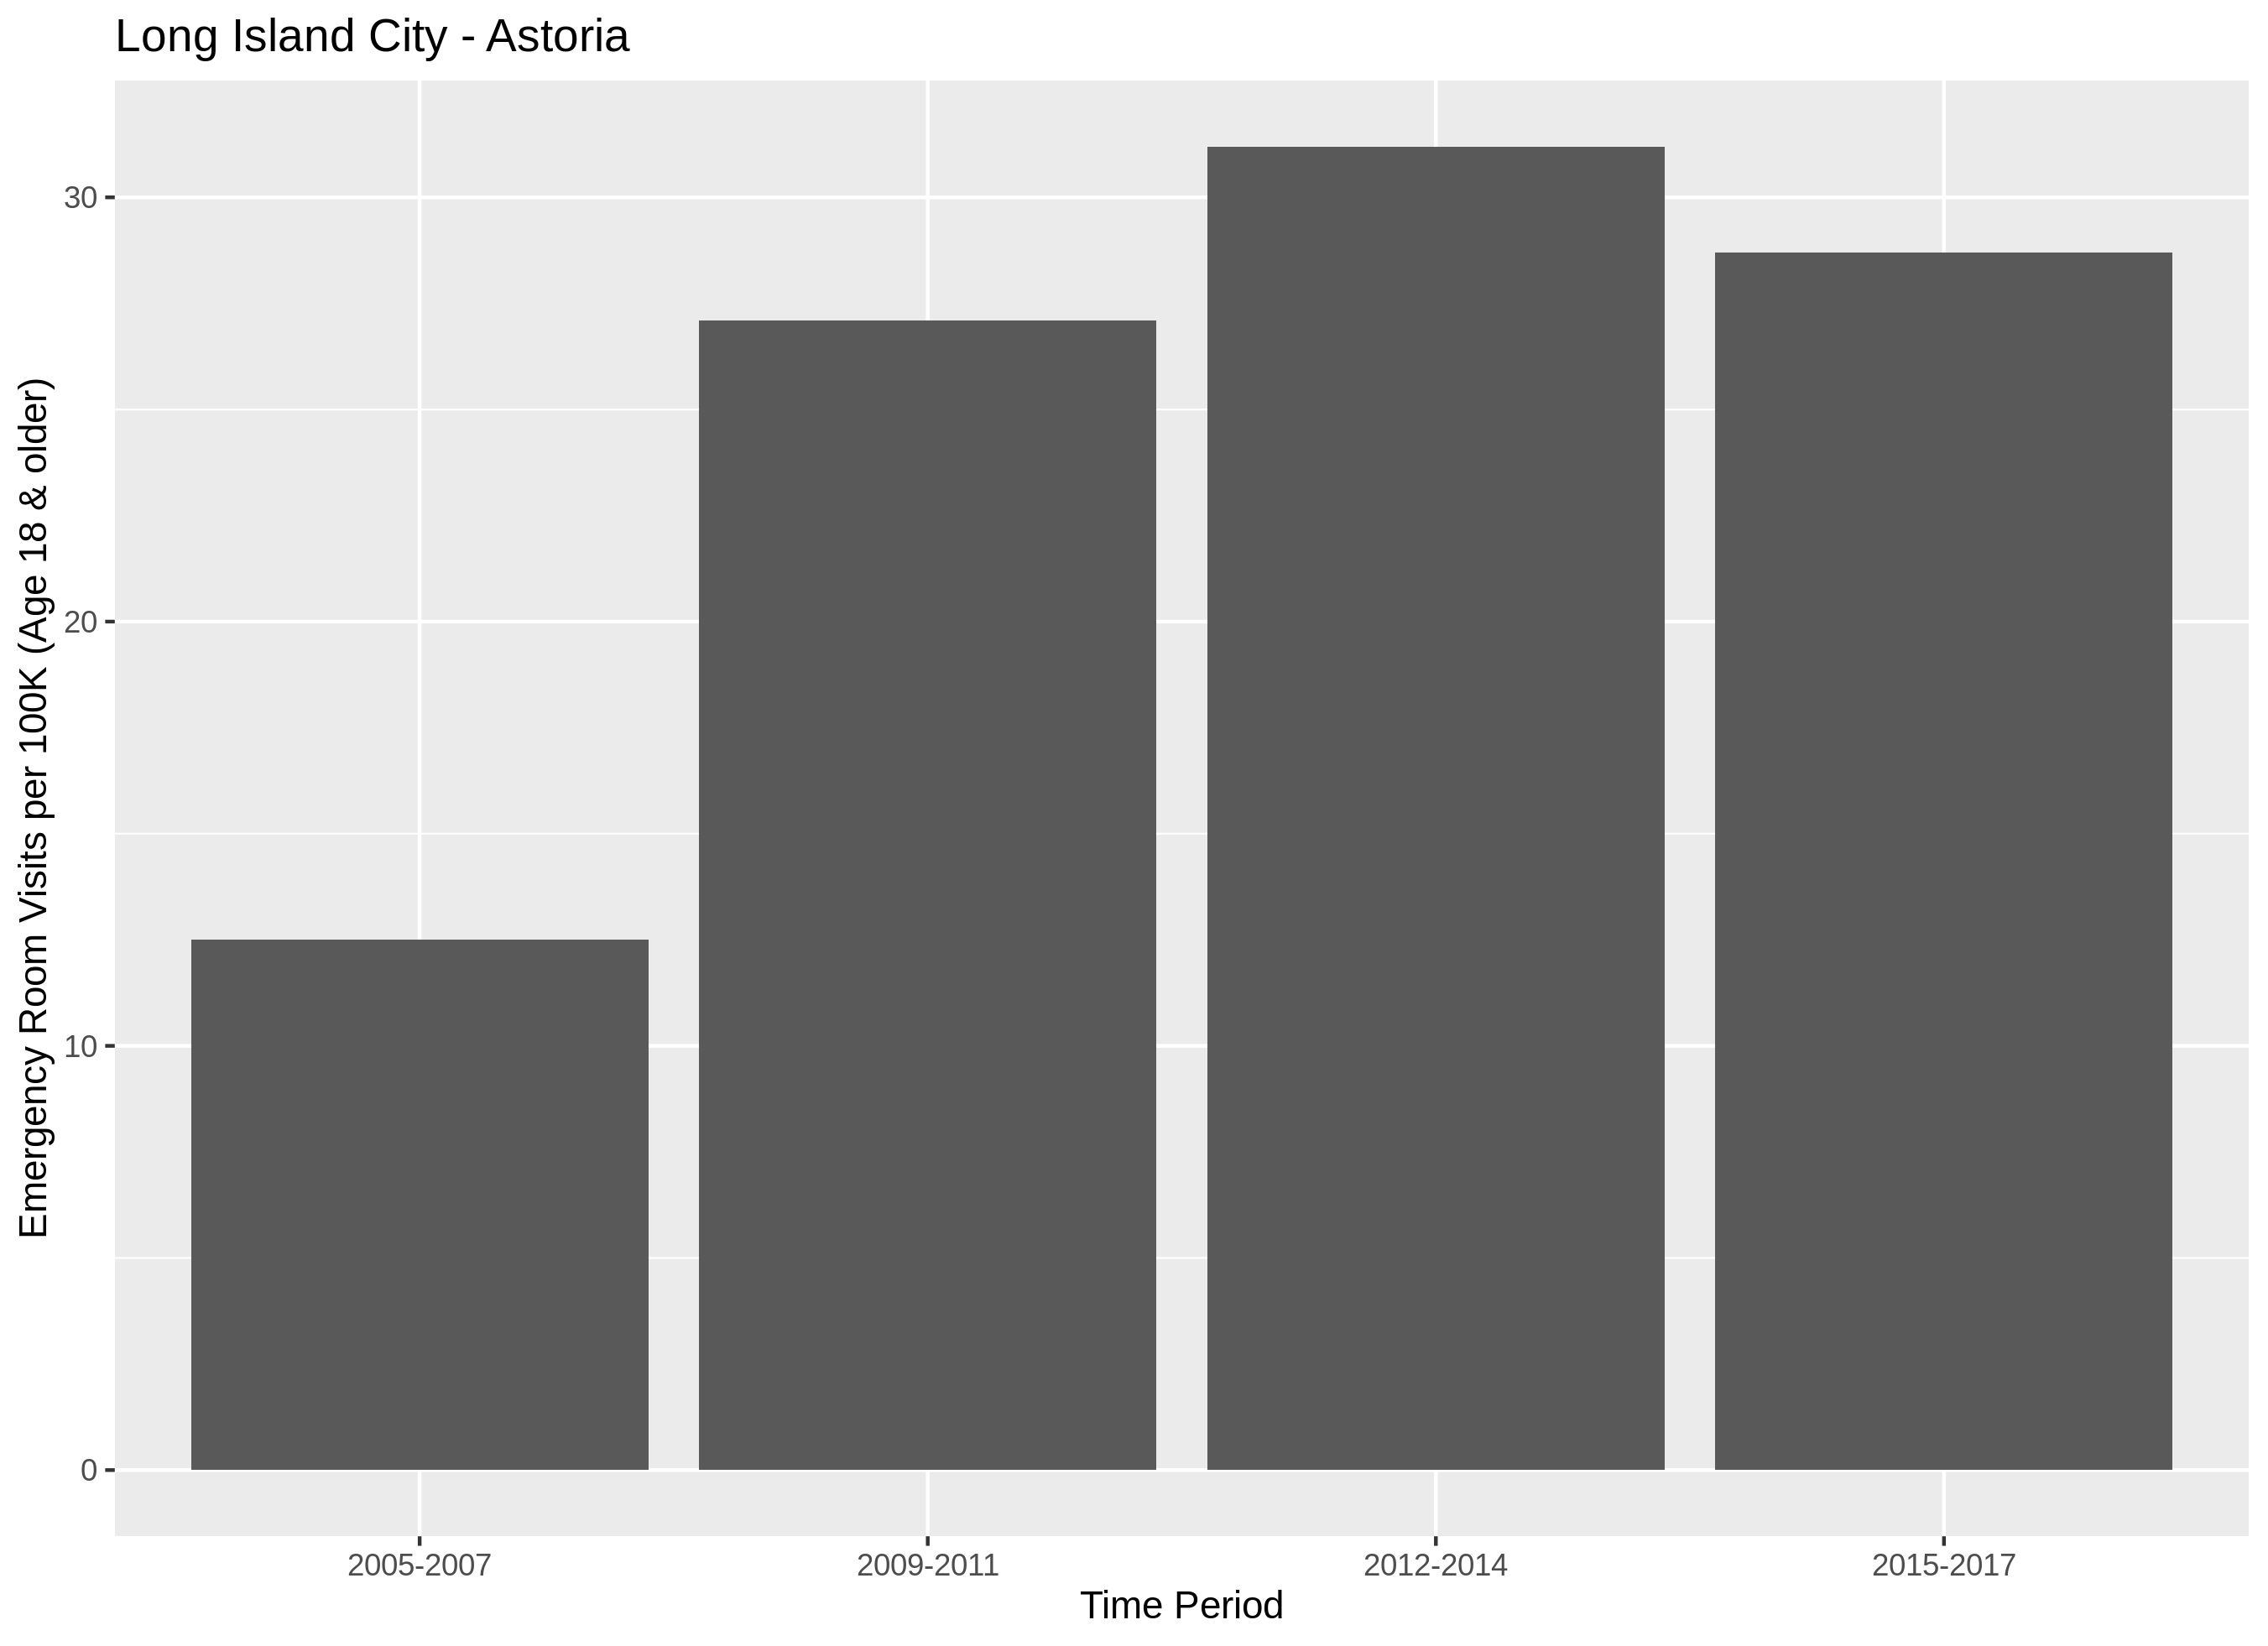 Long Island City - Astoria
Emergency Room Visits per 100K (Age 18 & older)
30
20
10
0
2005-2007
2009-2011
2012-2014
2015-2017
Time Period